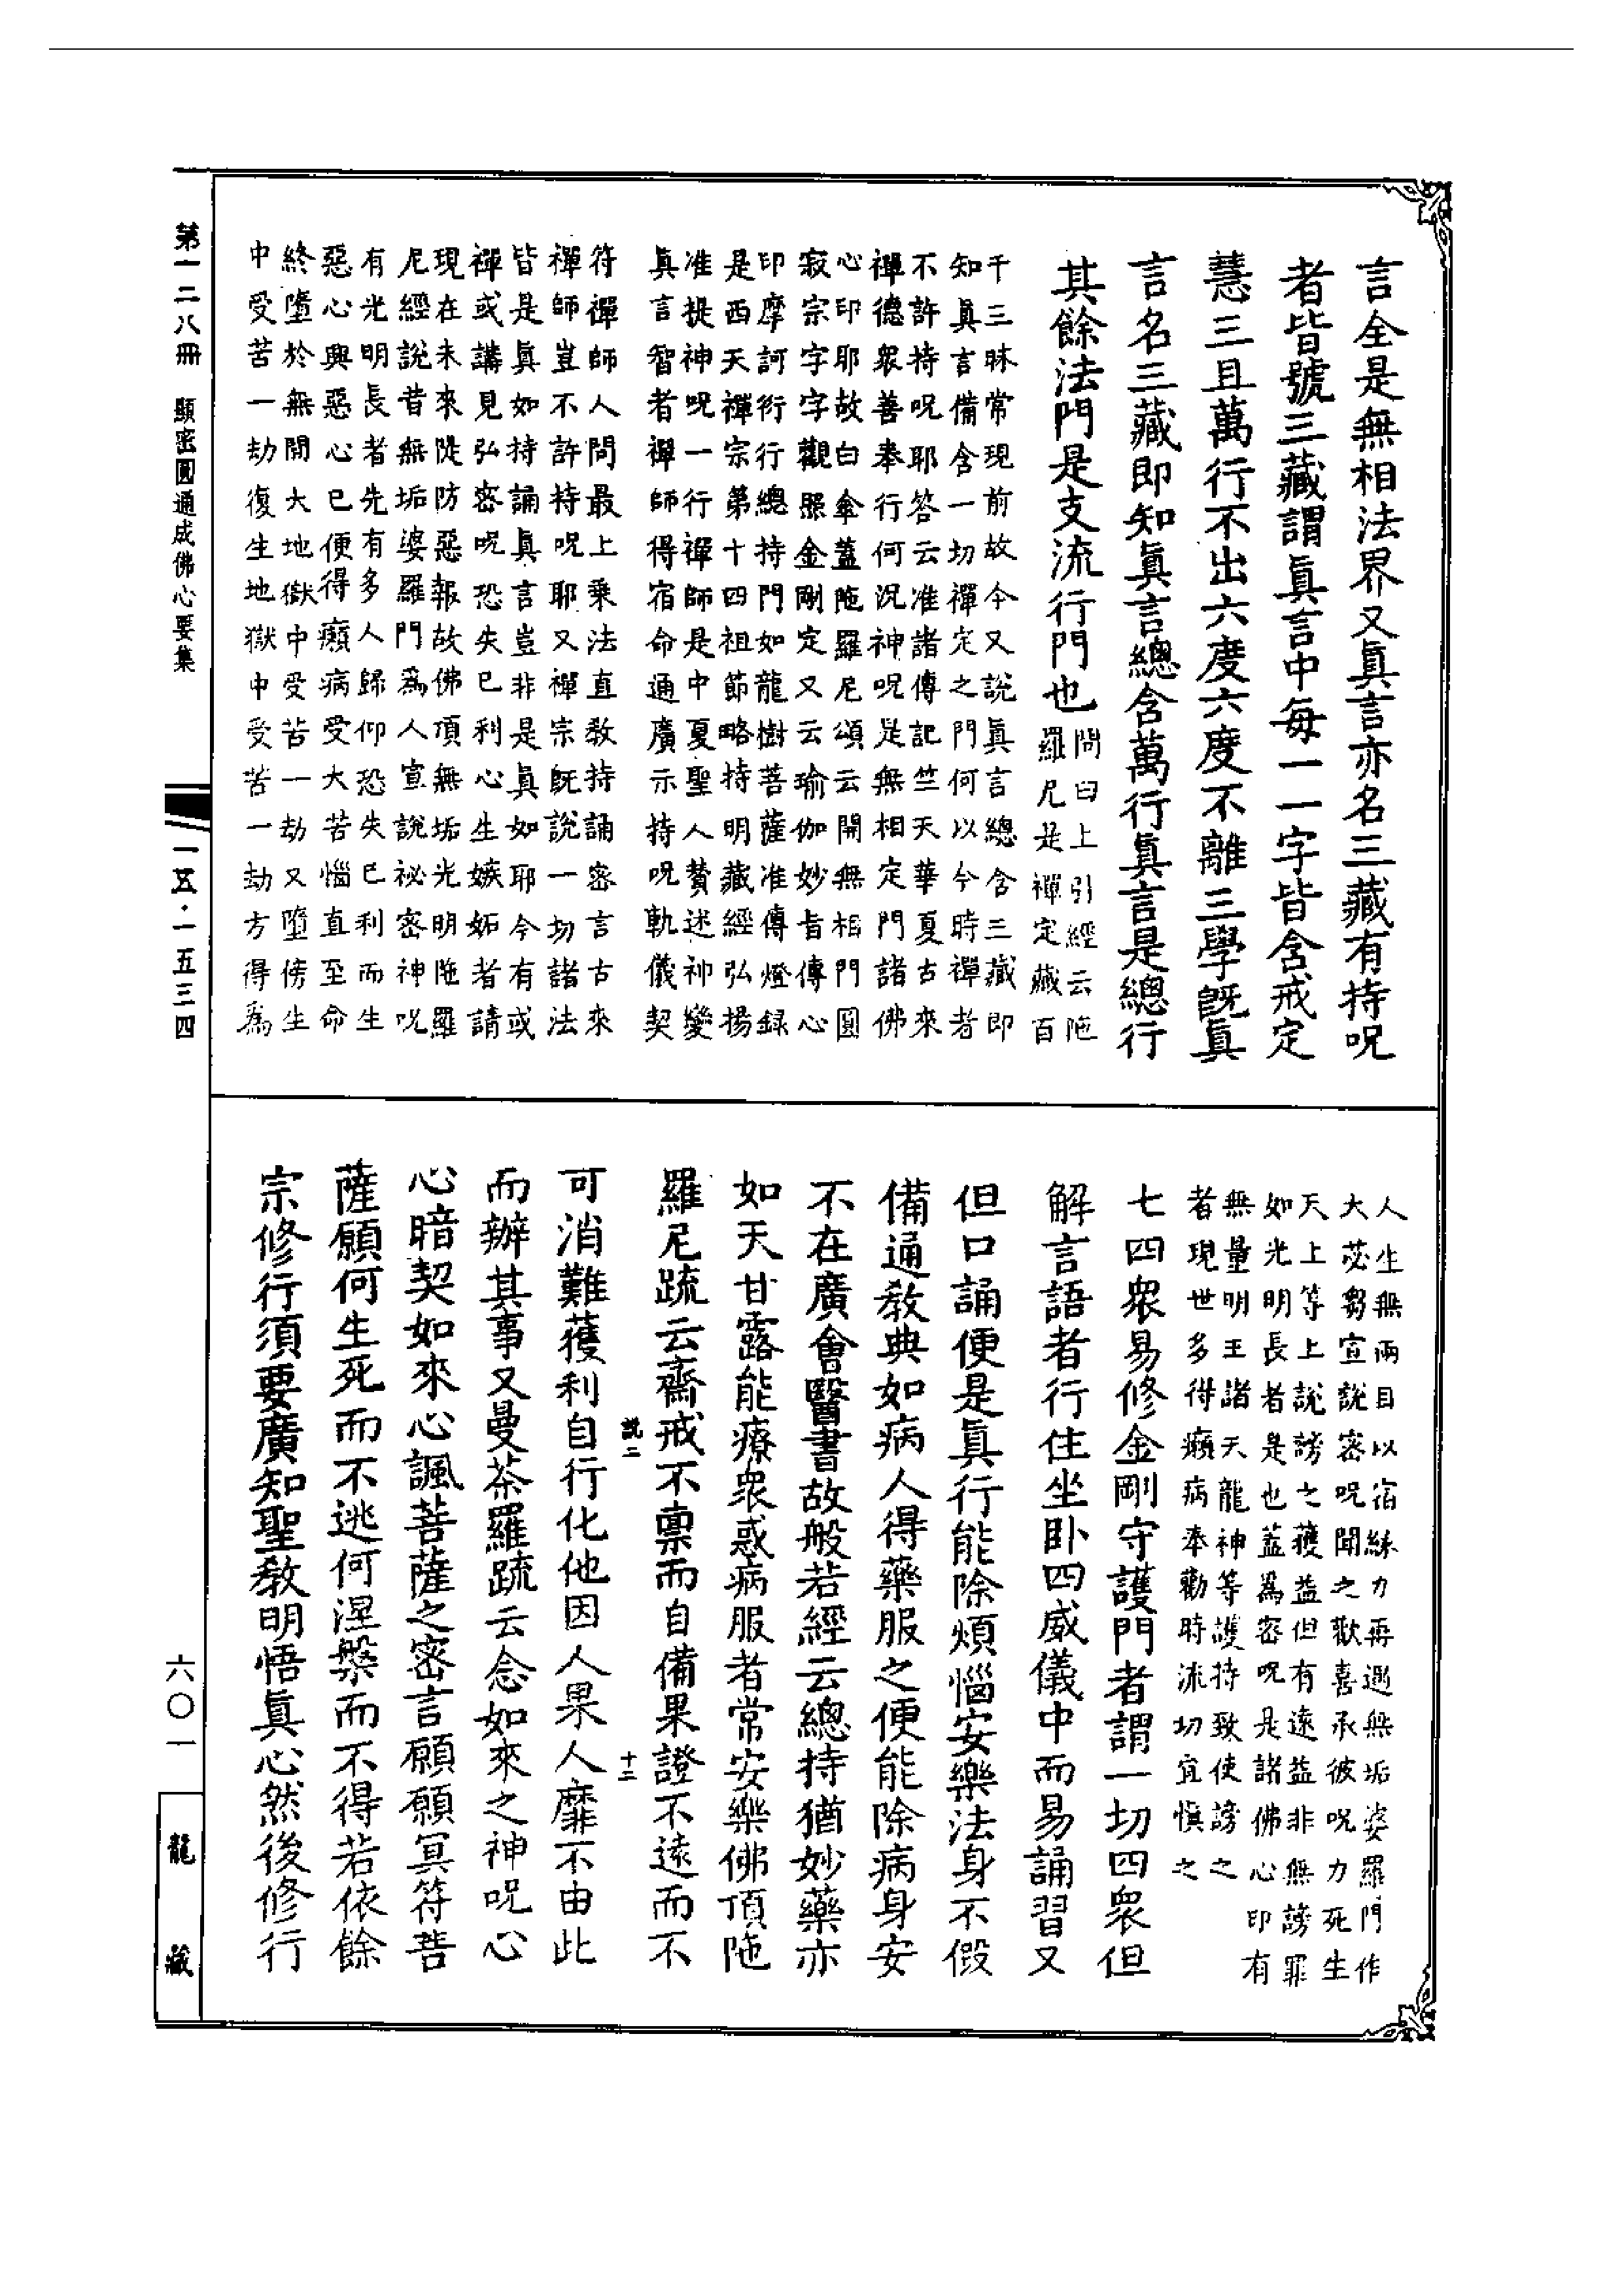 言全是無相法界又眞言亦名三藏有持呪
者皆號三藏謂眞言中每一一字皆含戒定
慧三且萬行不出六度六度不離三學旣眞
言名三藏即知眞言總含萬行眞言是總行
其餘法門是支流行門也問曰上引經云陁
羅尼是禪定藏百
千三昧常現前故今又說眞言總含三藏即
知眞言備含一切禪定之門何以今時禪者
不許持呪耶答云准諸傳記竺天華夏古來
禪德衆善奉行何況神呪是無相定門諸佛
心印耶故白傘蓋陁羅尼頌云開無相門圓
寂宗字字觀照金剛定又云瑜伽妙旨傳心
印摩訶衍行總持門如龍樹菩薩准傳燈録
是西天禪宗第十四祖節略持明藏經弘揚
准提神呪一行禪師是中夏聖人贊述神變
眞言智者禪師得宿命通廣示持呪軌儀契
符禪師人問最上乘法直教持誦密言古來
禪師豈不許持呪耶又禪宗旣說一切諸法
皆是眞如持誦眞言豈非是眞如耶今有或
禪或講見弘密呪恐失已利心生嫉妬者請
現在未來陡防惡報故佛頂無垢光明陁羅
尼經說昔無垢婆羅門爲人宣說祕密神呪
有光明長者先有多人歸仰恐失已利而生
惡心興惡心已便得癩病受大苦惱直至命
終墮於無間大地獄中受苦一劫又墮傍生
中受苦一劫復生地獄中受苦一劫方得爲
人生無兩目以宿緣力再遇無垢婆羅門作
大苾芻宣說密呪聞之歡喜承彼呪力死生
天上等上說謗之獲益但有遠益非無謗罪
如光明長者是也蓋爲密呪是諸佛心印有
無量明王諸天龍神等護持致使謗之
者現世多得癩病奉勸時流切宜慎之
七四衆易修金剛守護門者謂一切四衆但
解言語者行住坐卧四威儀中而易誦習又
但口誦便是眞行能除煩惱安樂法身不假
備通教典如病人得藥服之便能除病身安
不在廣會醫書故般若經云總持猶妙藥亦
如天甘露能療衆惑病服者常安樂佛頂陁
羅尼疏云齋戒不禀而自備果證不遠而不
說二
十二
可消難獲利自行化他因人果人靡不由此
而辦其事又曼茶羅疏云念如來之神呪心
心暗契如來心諷菩薩之密言願願冥符菩
薩願何生死而不逃何涅槃而不得若依餘
宗修行須要廣知聖教明悟眞心然後修行
第一二八冊 顯密圓通成佛心要集
一五·一五三四
六〇一
龍藏